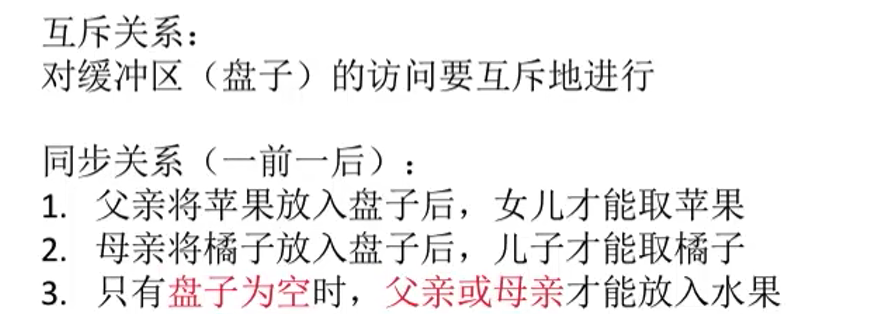 互斥关系：
对缓冲区（盘子）的访问要互斥地进行
同步关系（一前一后）：
1. 父亲将苹果放入盘子后，女儿才能取苹果
2. 母亲将橘子放入盘子后，儿子才能取橘子
3. 只有盘子为空时，父亲或母亲才能放入水果